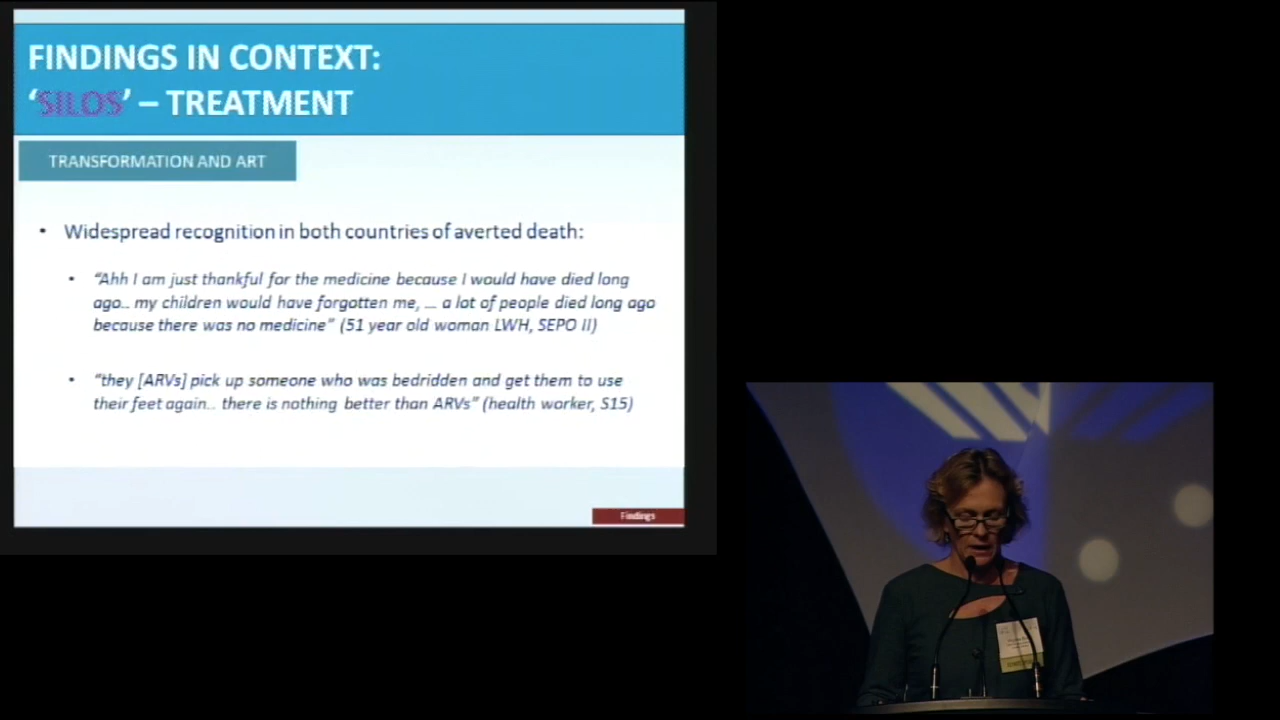 FINDINGS IN CONTEXT:
‘SILOS’ – TREATMENT
TRANSFORMATION AND ART
• Widespread recognition in both countries of averted death:
• “Ahh I am just thankful for the medicine because I would have died long
ago.. my children would have forgotten me, ... a lot of people died long ago
because there was no medicine” (51 year old woman LWH, SEPO II)
• “they [ARVs] pick up someone who was bedridden and get them to use
their feet again.. there is nothing better than ARVs” (health worker, S15)
Findings